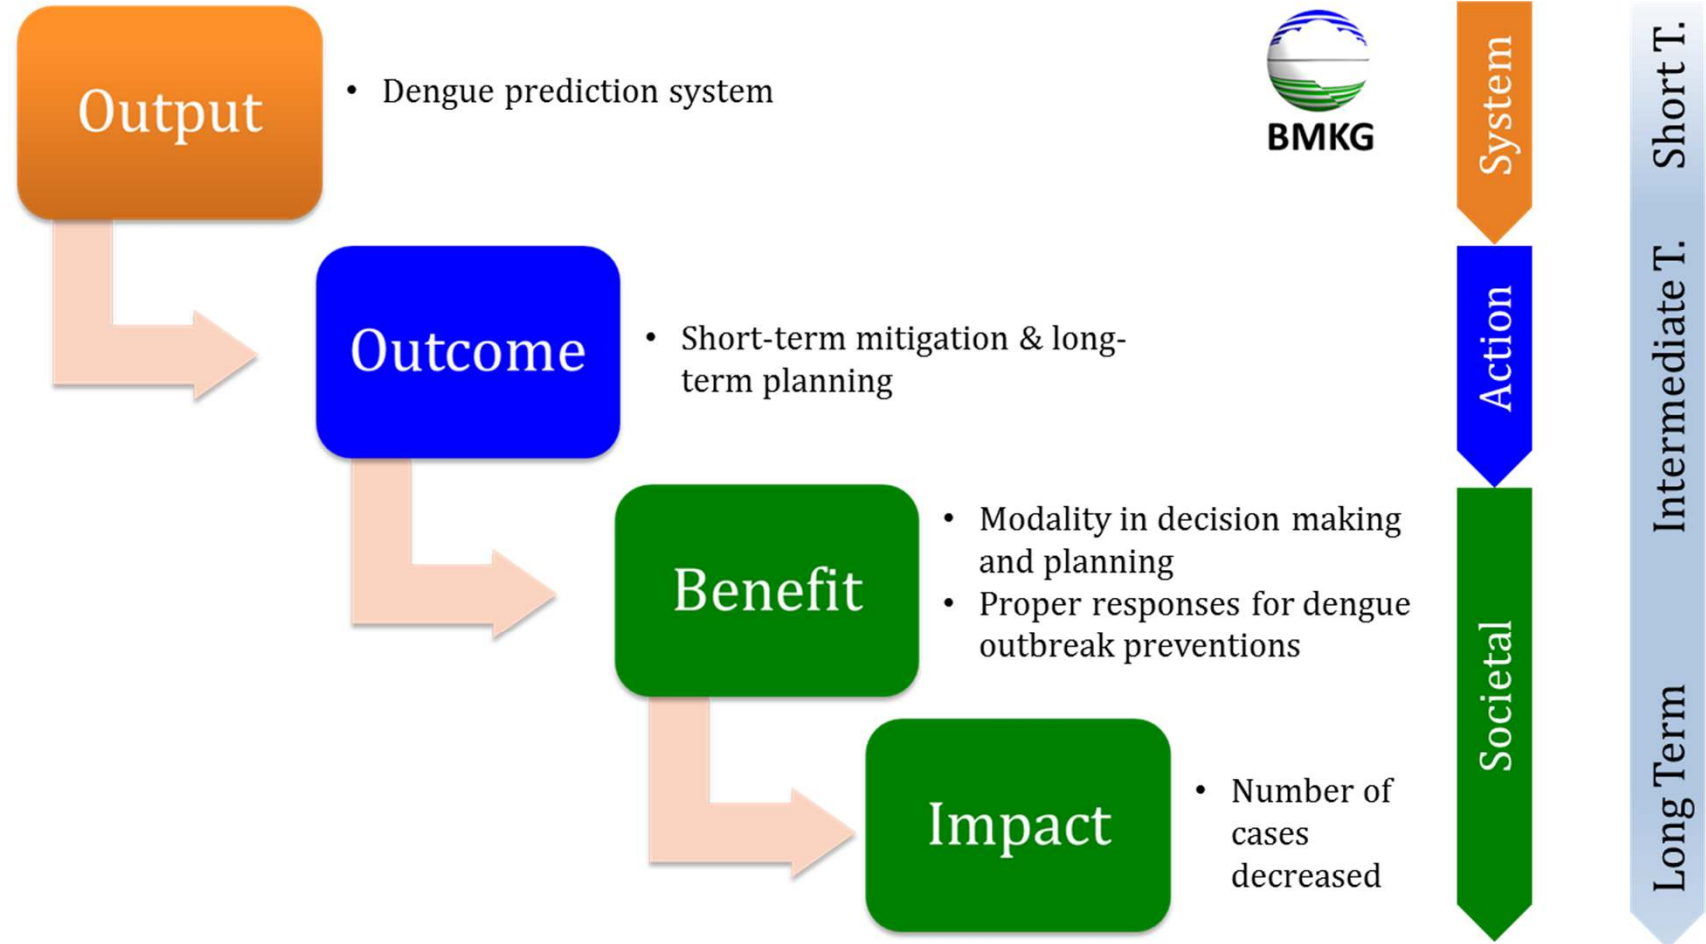 Output
• Dengue prediction system
BMKG
Outcome
• Short-term mitigation & long-
term planning
Benefit
• Modality in decision making
and planning
• Proper responses for dengue
outbreak preventions
Impact
• Number of
cases
decreased
System
Action
Societal
Short T.
Intermediate T.
Long Term